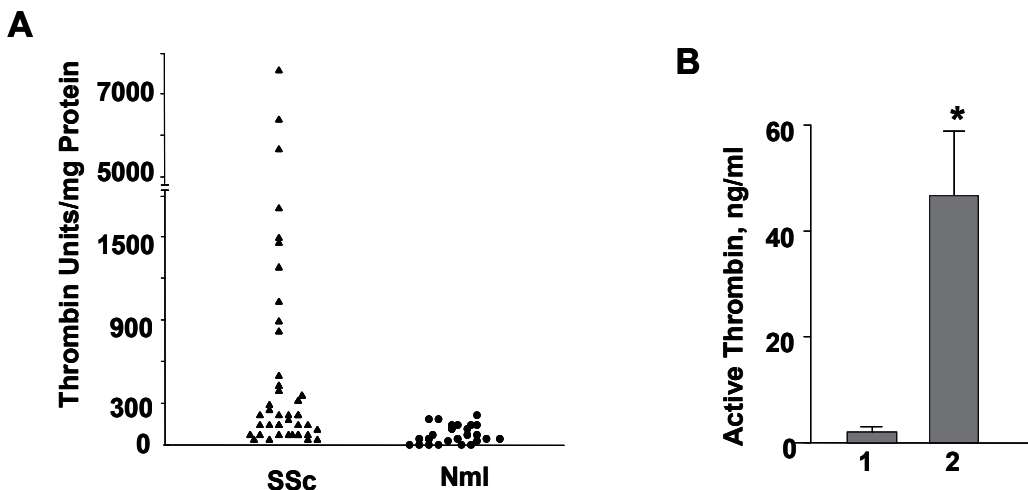 A
Thrombin Units/mg Protein
7000
5000
1500
900
300
0
SSc
Nml
B
Active Thrombin, ng/ml
60
40
20
0
*
1
2